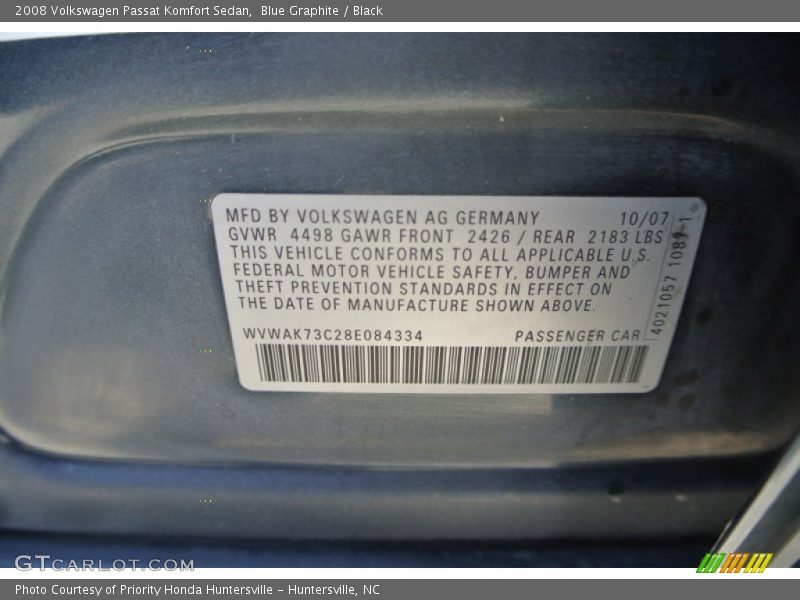 2008 Volkswagen Passat Komfort Sedan,  Blue Graphite / Black
MFD BY VOLKSWAGEN AG GERMANY 10/07
GVWR 4498 GAWR FRONT 2426 / REAR 2183 LBS
THIS VEHICLE CONFORMS TO ALL APPLICABLE U.S.
FEDERAL MOTOR VEHICLE SAFETY, BUMPER AND
THEFT PREVENTION STANDARDS IN EFFECT ON
THE DATE OF MANUFACTURE SHOWN ABOVE.
WVWAK73C28E084334 PASSENGER CAR
4021057 1089-1
GTCARLOT.COM
Photo Courtesy of Priority Honda Huntersville - Huntersville, NC